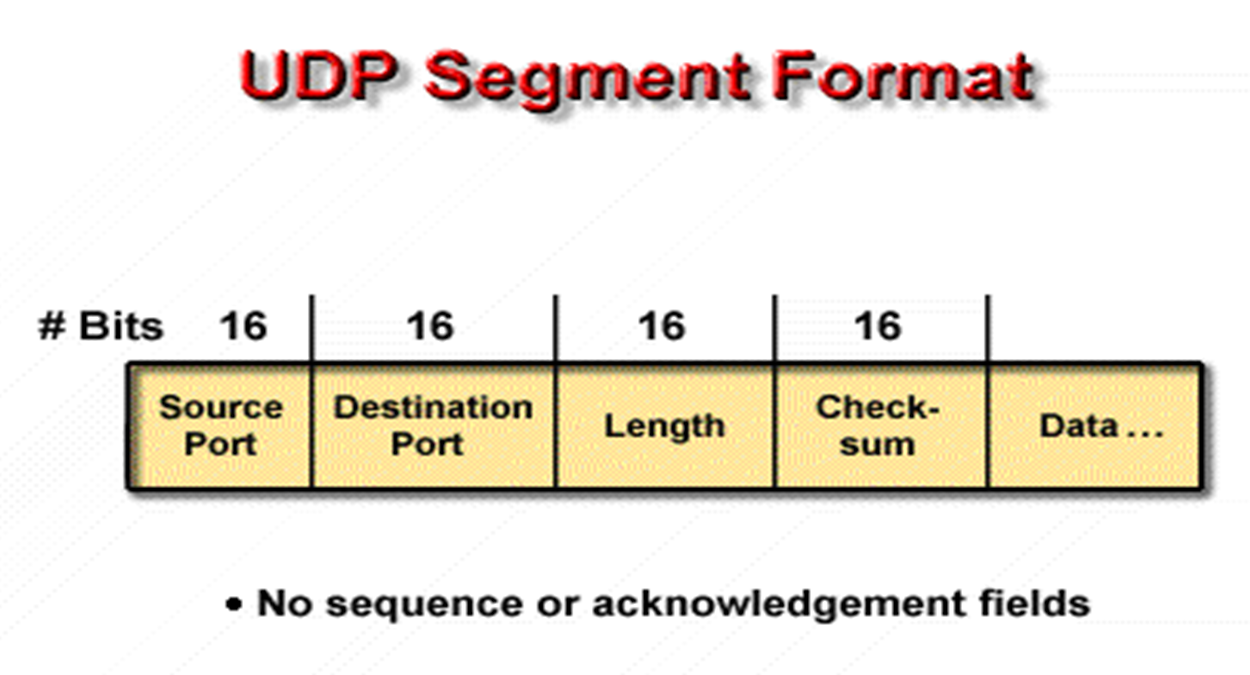 UDP Segment Format
# Bits 16 16 16 16
Source Port Destination Port Length Check-sum Data ...
• No sequence or acknowledgement fields